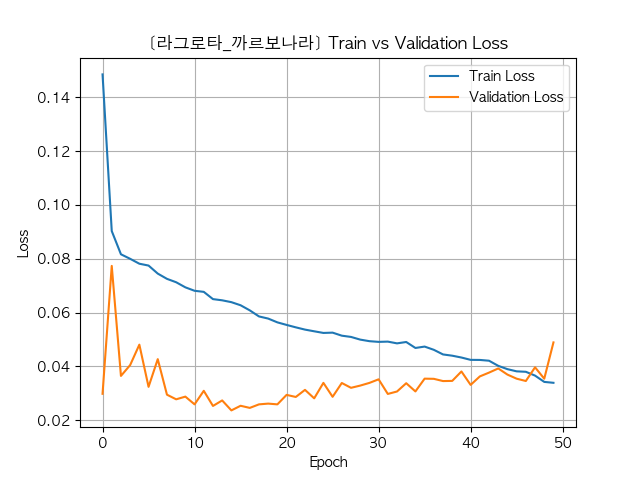 [라그로타_까르보나라] Train vs Validation Loss
Train Loss
Validation Loss
Loss
0.14
0.12
0.10
0.08
0.06
0.04
0.02
0
10
20
30
40
50
Epoch